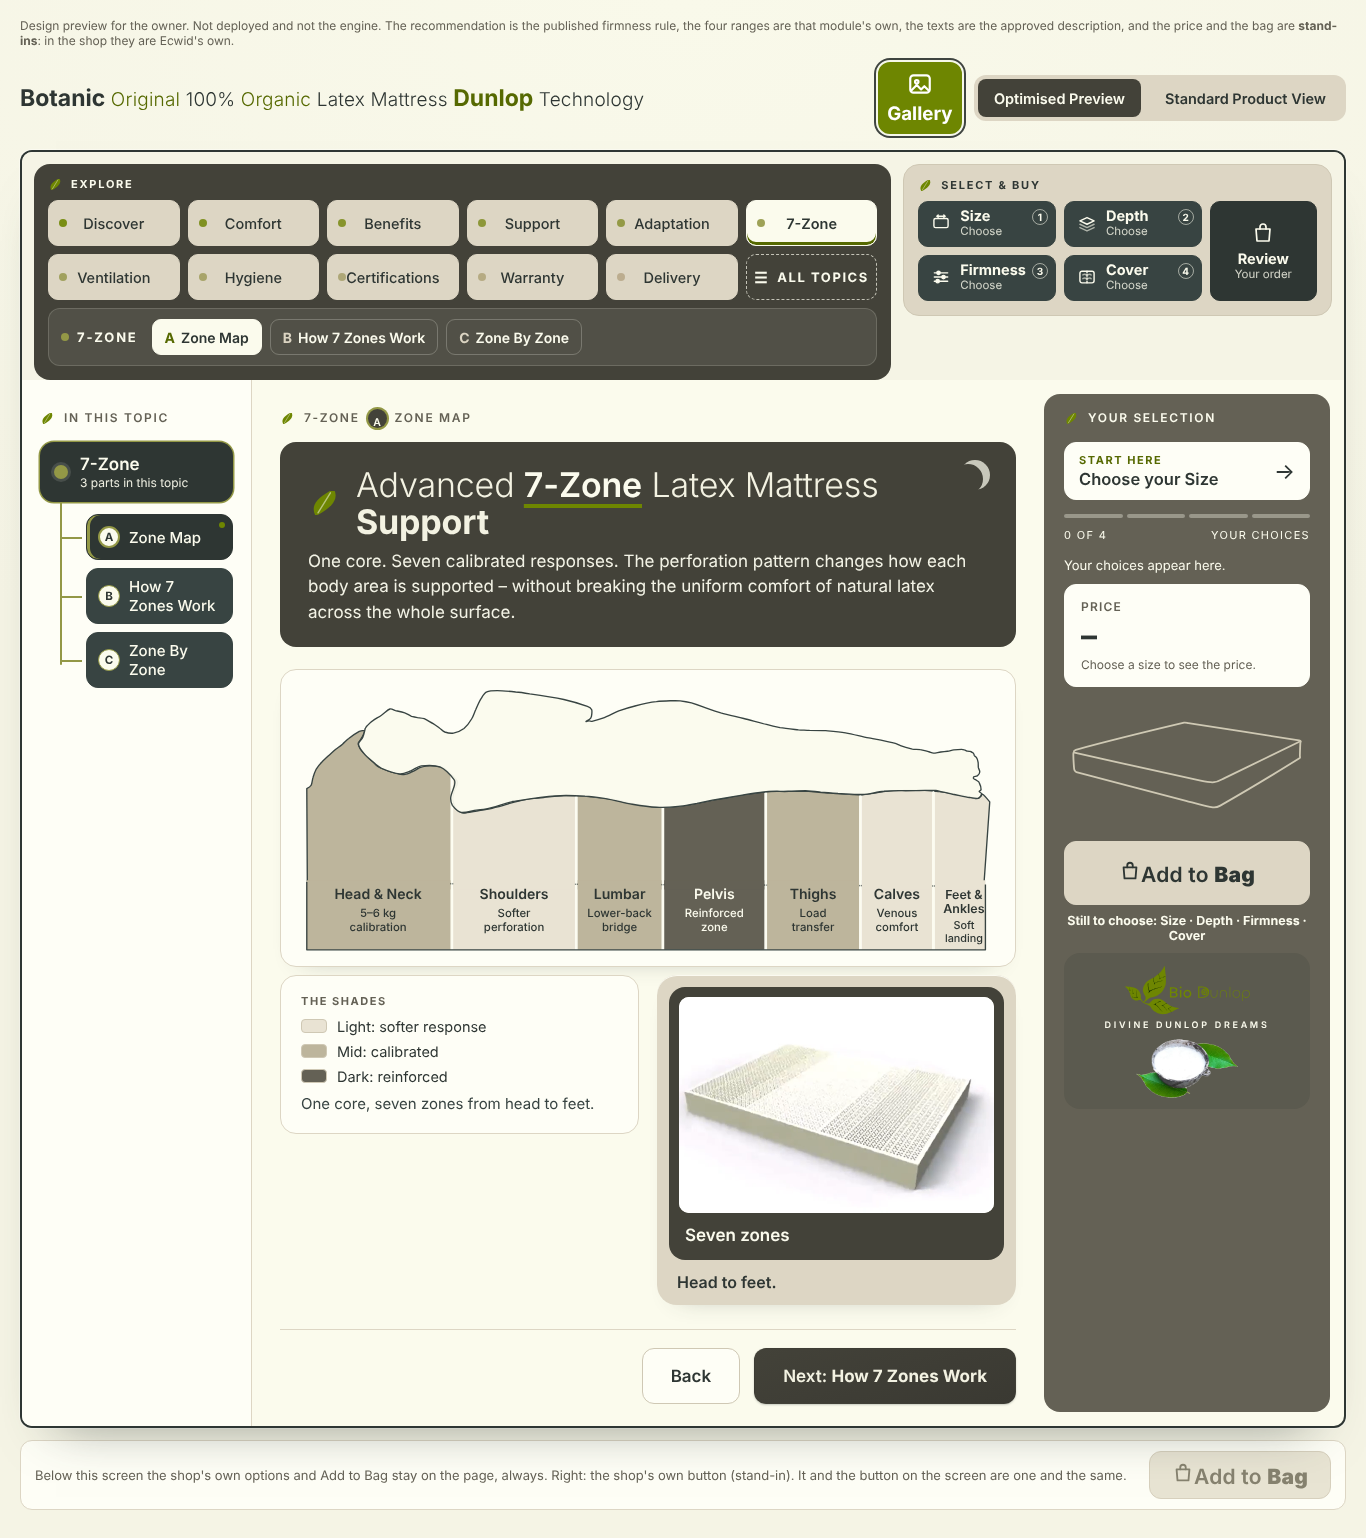 Design preview for the owner. Not deployed and not the engine. The recommendation is the published firmness rule, the four ranges are that module's own, the texts are the approved description, and the price and the bag are stand-
ins: in the shop they are Ecwid's own.
Botanic Original 100% Organic Latex Mattress Dunlop Technology
Gallery
Optimised Preview
Standard Product View
EXPLORE
Discover
Comfort
Benefits
Support
Adaptation
7-Zone
Ventilation
Hygiene
Certifications
Warranty
Delivery
ALL TOPICS
7-ZONE
A Zone Map
B How 7 Zones Work
C Zone By Zone
SELECT & BUY
Size 1
Choose
Depth 2
Choose
Firmness 3
Choose
Cover 4
Choose
Review
Your order
IN THIS TOPIC
7-Zone
3 parts in this topic
A Zone Map
B How 7
Zones Work
C Zone By
Zone
7-ZONE A ZONE MAP
Advanced 7-Zone Latex Mattress
Support
One core. Seven calibrated responses. The perforation pattern changes how each
body area is supported – without breaking the uniform comfort of natural latex
across the whole surface.
Head & Neck
5–6 kg
calibration
Shoulders
Softer
perforation
Lumbar
Lower-back
bridge
Pelvis
Reinforced
zone
Thighs
Load
transfer
Calves
Venous
comfort
Feet &
Ankles
Soft
landing
THE SHADES
Light: softer response
Mid: calibrated
Dark: reinforced
One core, seven zones from head to feet.
Seven zones
Head to feet.
Back
Next: How 7 Zones Work
YOUR SELECTION
START HERE
Choose your Size
0 OF 4
YOUR CHOICES
Your choices appear here.
PRICE
–
Choose a size to see the price.
Add to Bag
Still to choose: Size · Depth · Firmness ·
Cover
Bio Dunlop
DIVINE DUNLOP DREAMS
Below this screen the shop's own options and Add to Bag stay on the page, always. Right: the shop's own button (stand-in). It and the button on the screen are one and the same.
Add to Bag